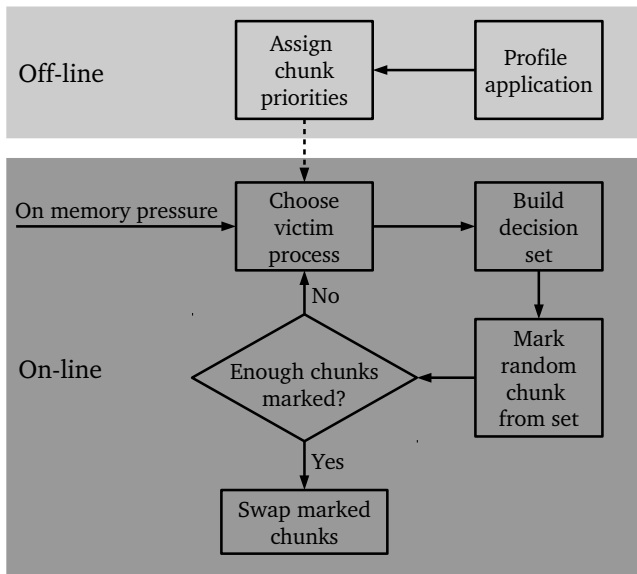 Off-line
Assign
chunk
priorities
Profile
application
On memory pressure
Choose
victim
process
Build
decision
set
No
On-line
Enough chunks
marked?
Mark
random
chunk
from set
Yes
Swap marked
chunks